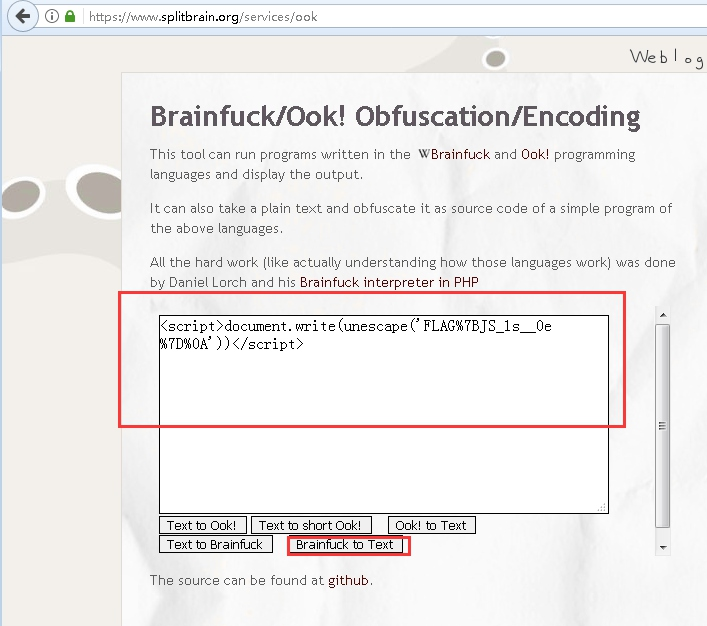 https://www.splitbrain.org/services/ook
Weblog
Brainfuck/Ook! Obfuscation/Encoding
This tool can run programs written in the WBrainfuck and Ook! programming
languages and display the output.
It can also take a plain text and obfuscate it as source code of a simple program of
the above languages.
All the hard work (like actually understanding how those languages work) was done
by Daniel Lorch and his Brainfuck interpreter in PHP
<script>document.write(unescape('FLAG%7BJS_1s__0e
%7D%0A'))</script>
Text to Ook! Text to short Ook! Ook! to Text
Text to Brainfuck Brainfuck to Text
The source can be found at github.